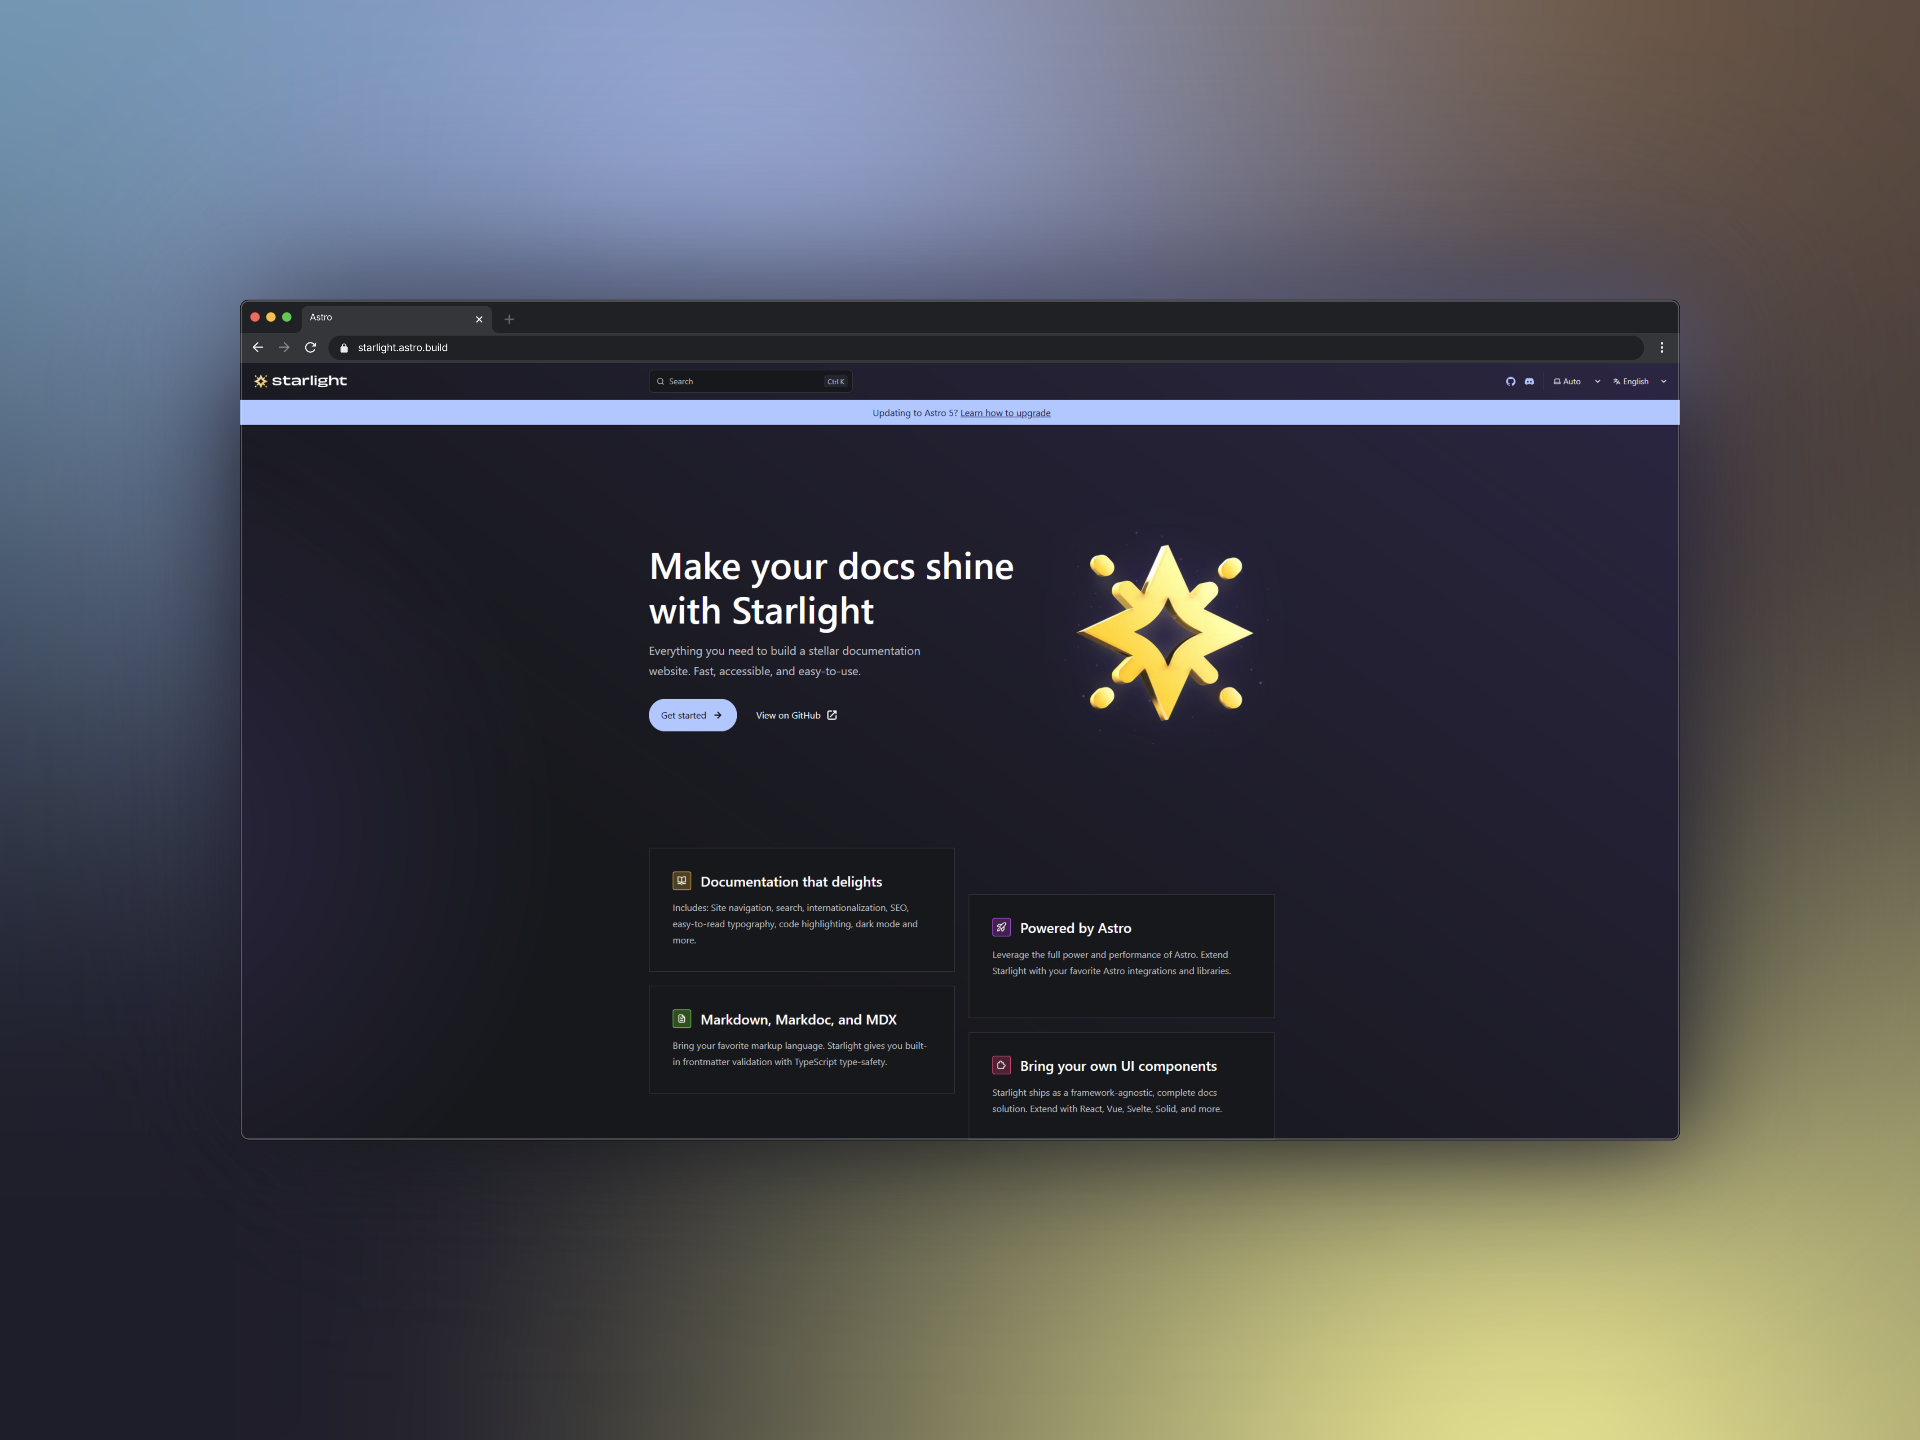 Astro
starlight.astro.build
starlight
Search
Ctrl K
Auto
English
Updating to Astro 5? Learn how to upgrade
Make your docs shine
with Starlight
Everything you need to build a stellar documentation
website. Fast, accessible, and easy-to-use.
Get started
View on GitHub
Documentation that delights
Includes: Site navigation, search, internationalization, SEO,
easy-to-read typography, code highlighting, dark mode and
more.
Powered by Astro
Leverage the full power and performance of Astro. Extend
Starlight with your favorite Astro integrations and libraries.
Markdown, Markdoc, and MDX
Bring your favorite markup language. Starlight gives you built-
in frontmatter validation with TypeScript type-safety.
Bring your own UI components
Starlight ships as a framework-agnostic, complete docs
solution. Extend with React, Vue, Svelte, Solid, and more.